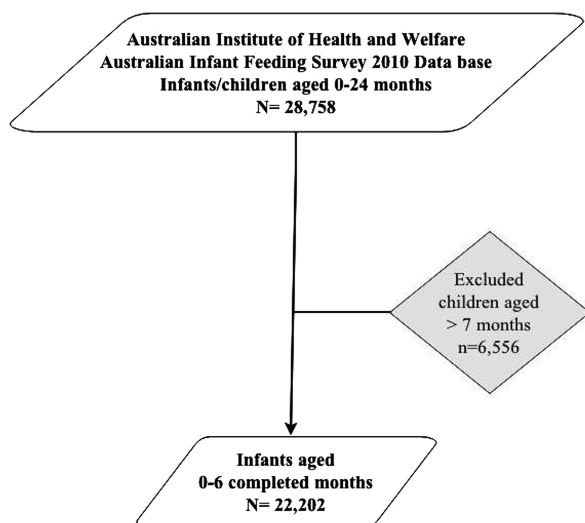 Australian Institute of Health and Welfare
Australian Infant Feeding Survey 2010 Data base
Infants/children aged 0-24 months
N= 28,758
Excluded
children aged
> 7 months
n=6,556
Infants aged
0-6 completed months
N= 22,202